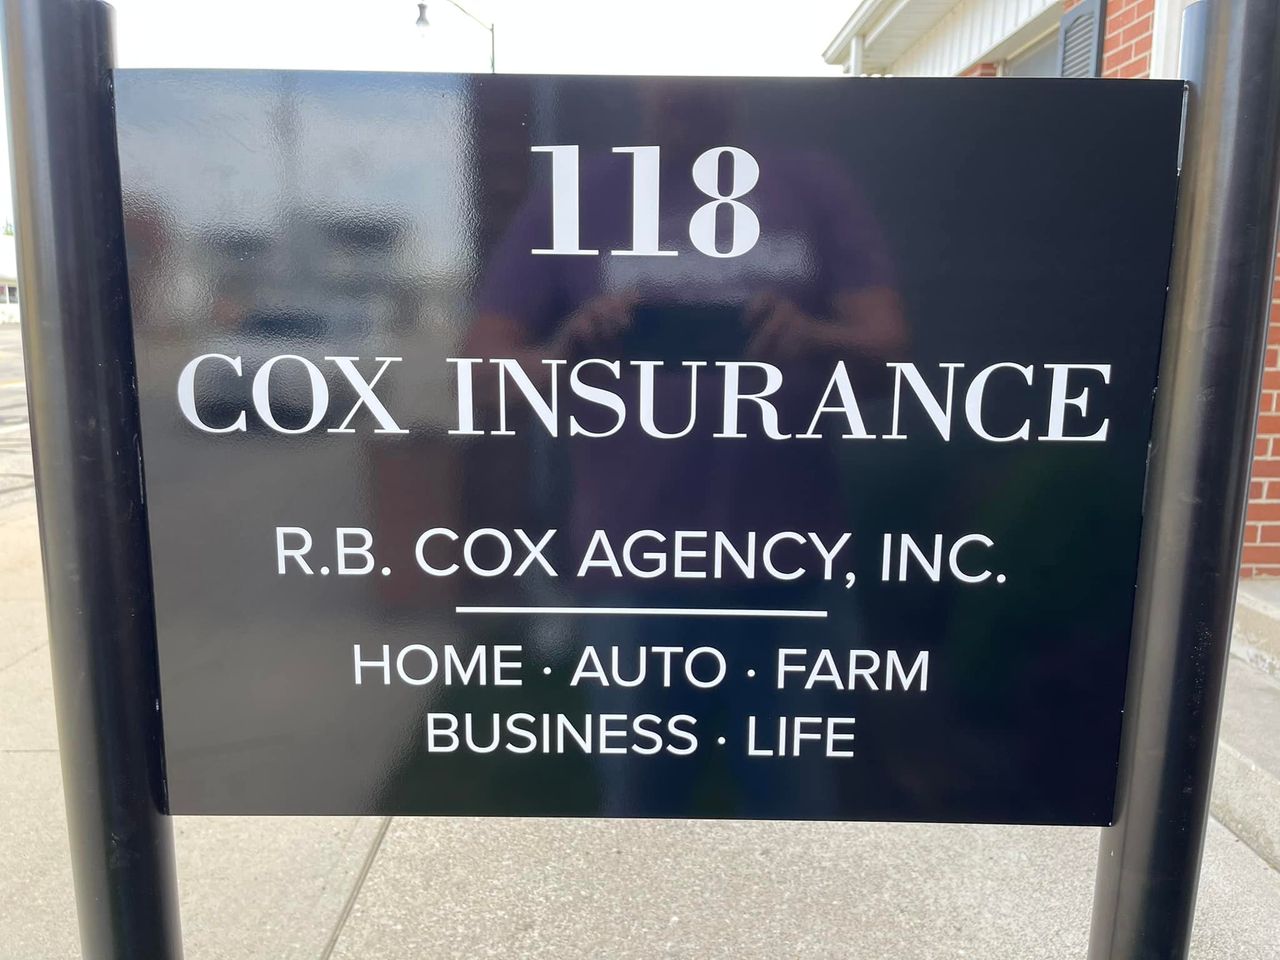 118
COX INSURANCE
R.B. COX AGENCY, INC.
HOME · AUTO · FARM
BUSINESS · LIFE